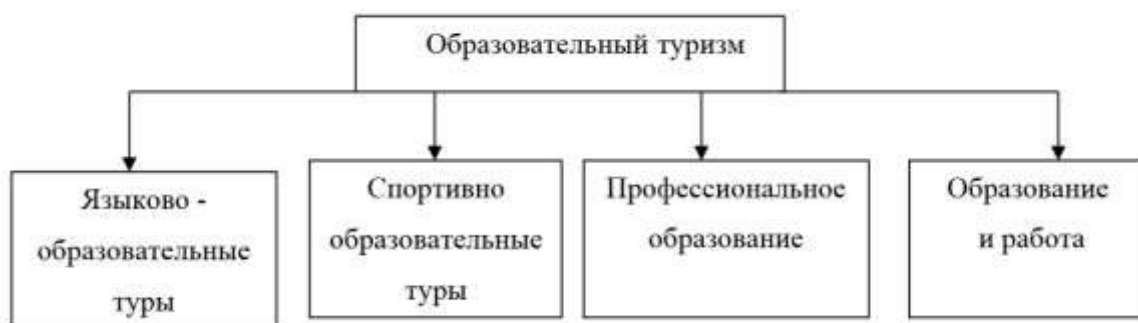 Образовательный туризм
Языково -
образовательные
туры
Спортивно
образовательные
туры
Профессиональное
образование
Образование
и работа